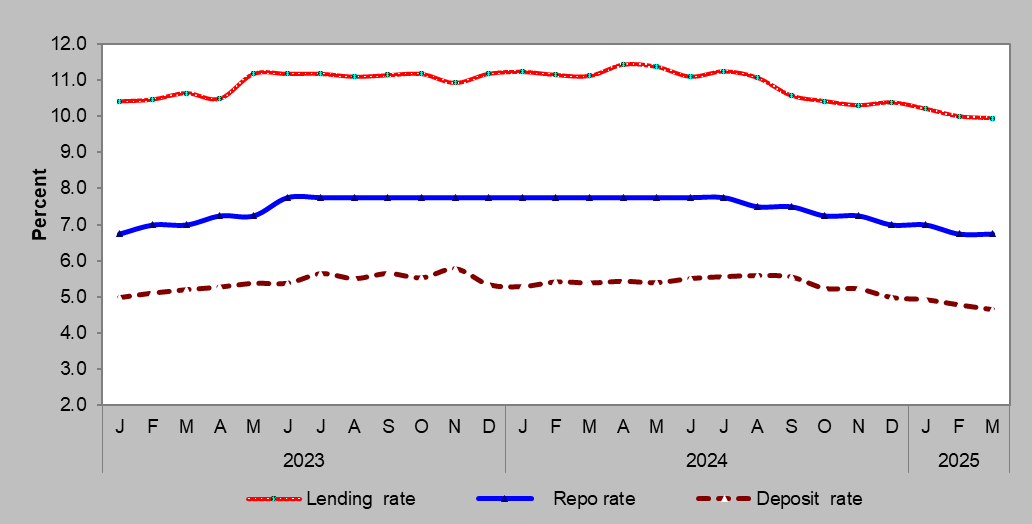 Percent
12.0
11.0
10.0
9.0
8.0
7.0
6.0
5.0
4.0
3.0
2.0
J F M A M J J A S O N D J F M A M J J A S O N D J F M
2023 2024 2025
Lending rate Repo rate Deposit rate